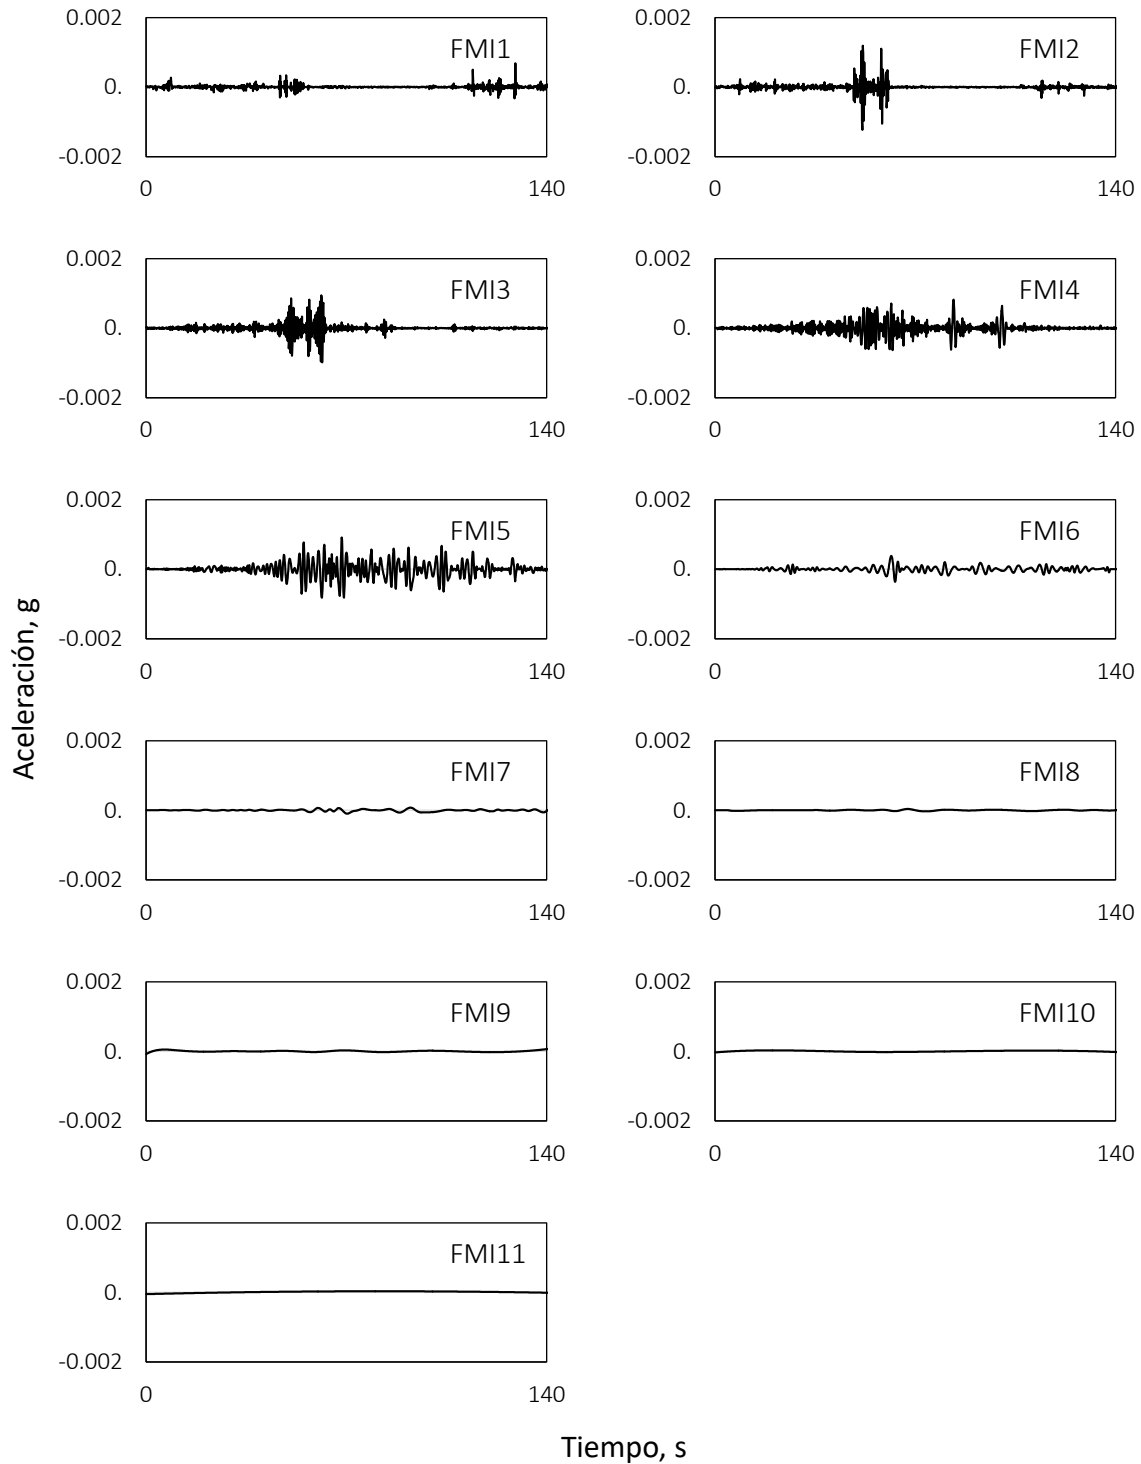 0.002 FMI1
0.
-0.002
0 140
0.002 FMI2
0.
-0.002
0 140
0.002 FMI3
0.
-0.002
0 140
0.002 FMI4
0.
-0.002
0 140
0.002 FMI5
0.
-0.002
0 140
0.002 FMI6
0.
-0.002
0 140
Aceleración, g
0.002 FMI7
0.
-0.002
0 140
0.002 FMI8
0.
-0.002
0 140
0.002 FMI9
0.
-0.002
0 140
0.002 FMI10
0.
-0.002
0 140
0.002 FMI11
0.
-0.002
0 140
Tiempo, s